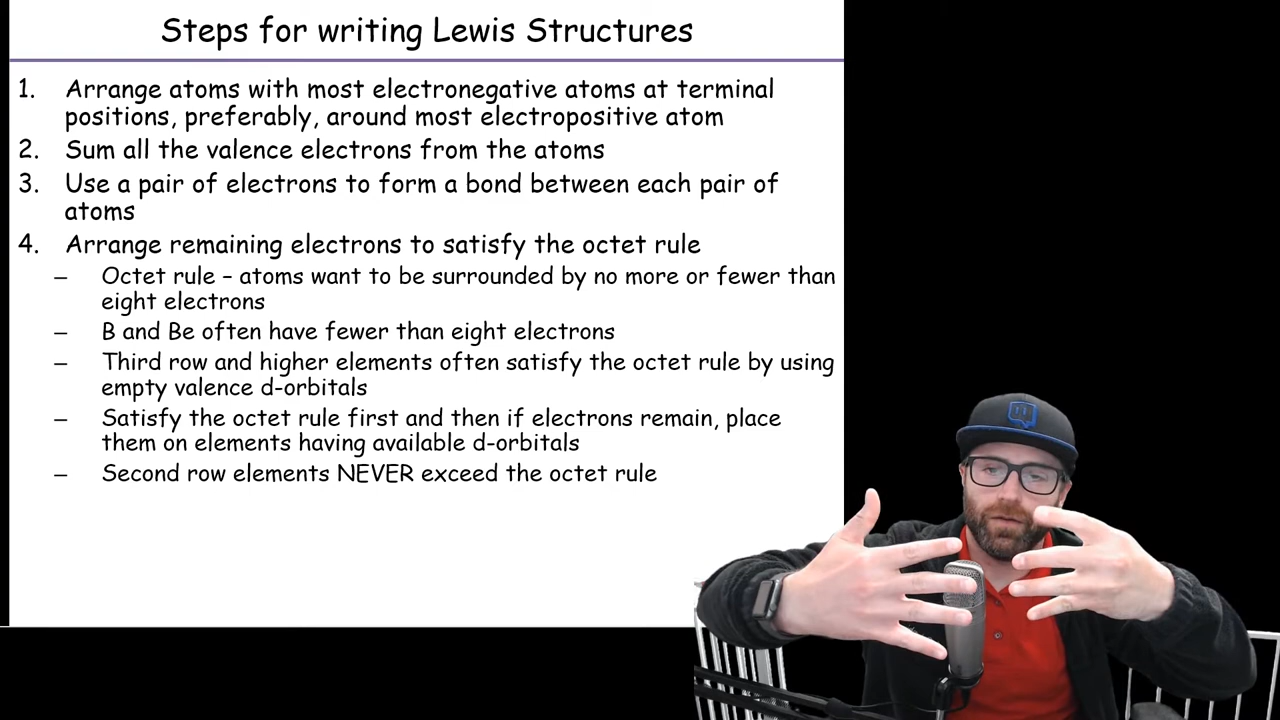 Steps for writing Lewis Structures
1. Arrange atoms with most electronegative atoms at terminal
positions, preferably, around most electropositive atom
2. Sum all the valence electrons from the atoms
3. Use a pair of electrons to form a bond between each pair of
atoms
4. Arrange remaining electrons to satisfy the octet rule
– Octet rule – atoms want to be surrounded by no more or fewer than
eight electrons
– B and Be often have fewer than eight electrons
– Third row and higher elements often satisfy the octet rule by using
empty valence d-orbitals
– Satisfy the octet rule first and then if electrons remain, place
them on elements having available d-orbitals
– Second row elements NEVER exceed the octet rule